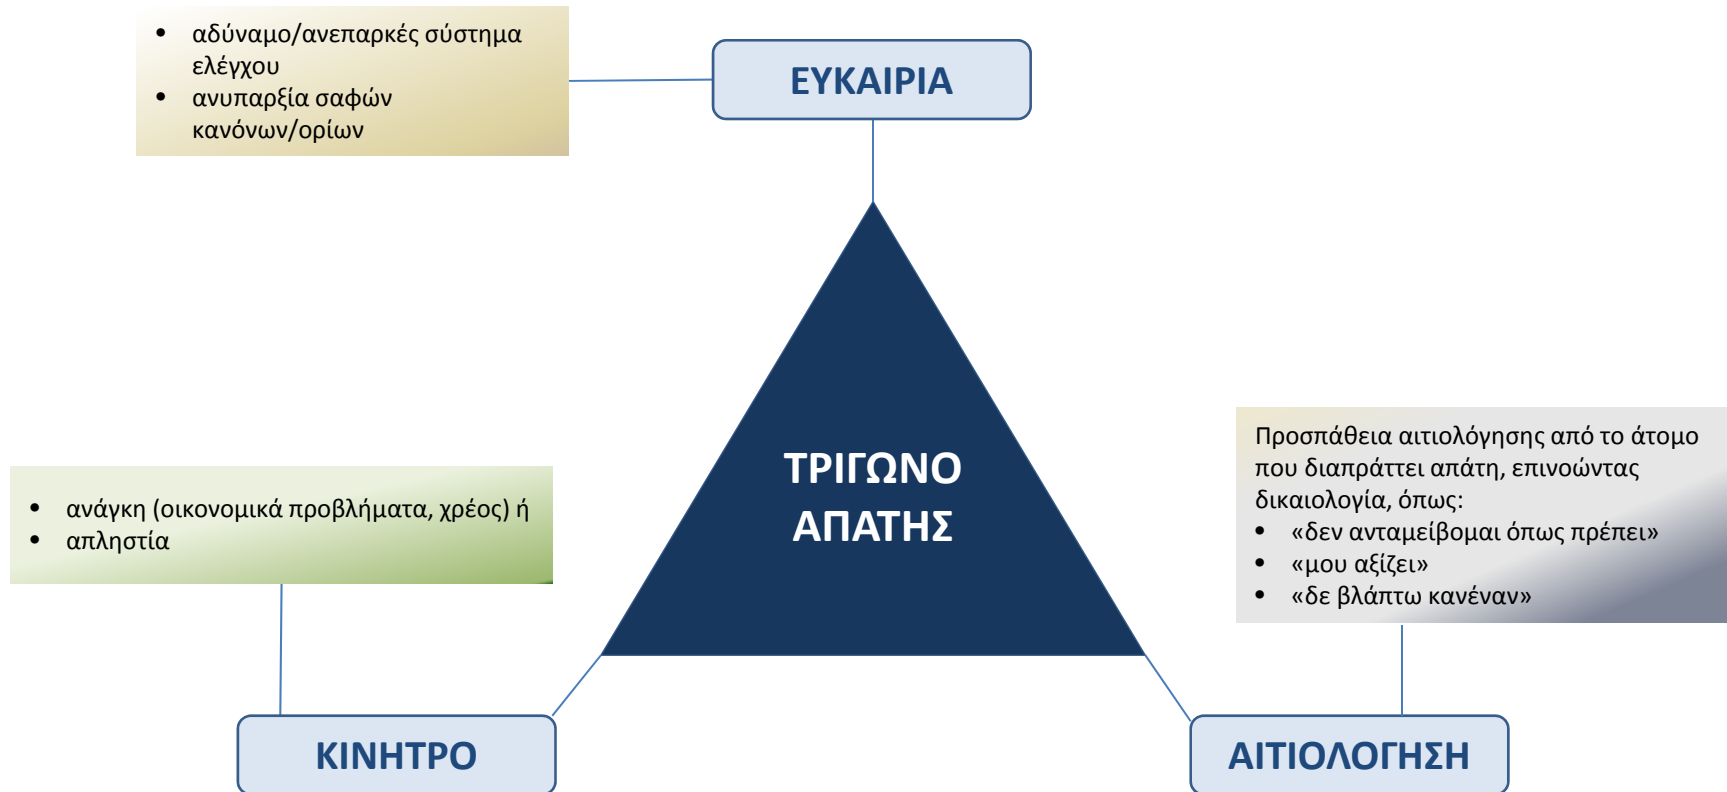 • αδύναμο/ανεπαρκές σύστημα
ελέγχου
• ανυπαρξία σαφών
κανόνων/ορίων
ΕΥΚΑΙΡΙΑ
ΤΡΙΓΩΝΟ
ΑΠΑΤΗΣ
• ανάγκη (οικονομικά προβλήματα, χρέος) ή
• απληστία
ΚΙΝΗΤΡΟ
Προσπάθεια αιτιολόγησης από το άτομο
που διαπράττει απάτη, επινοώντας
δικαιολογία, όπως:
• «δεν ανταμείβομαι όπως πρέπει»
• «μου αξίζει»
• «δε βλάπτω κανέναν»
ΑΙΤΙΟΛΟΓΗΣΗ